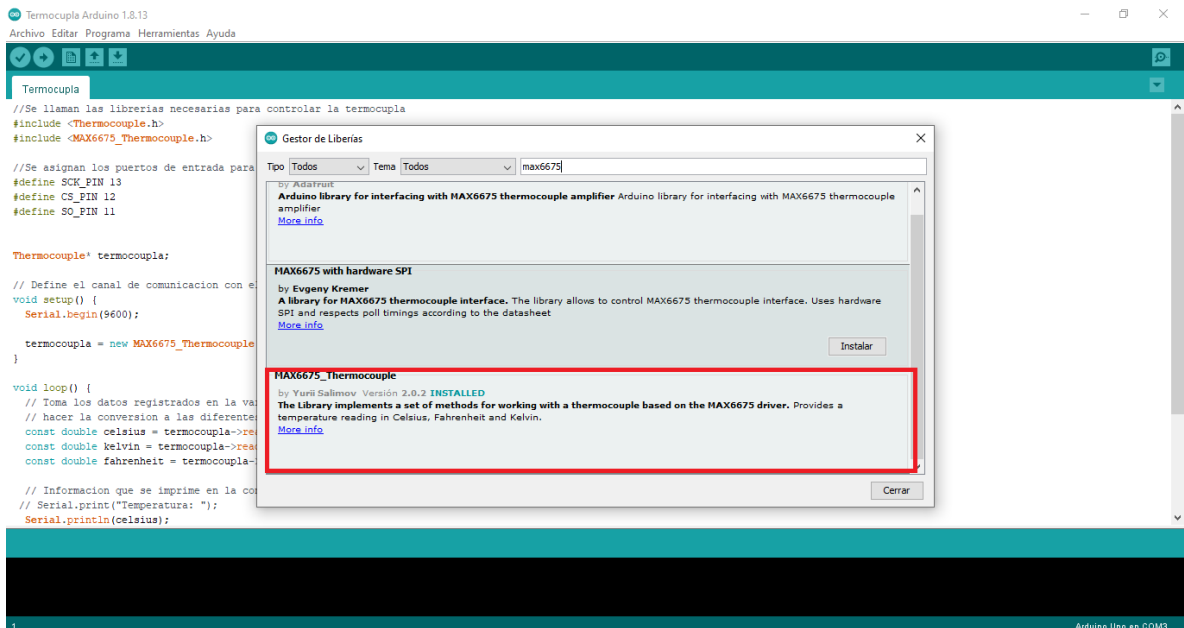 Termocupla Arduino 1.8.13
Archivo Editar Programa Herramientas Ayuda
Termocupla
//Se llaman las librerias necesarias para controlar la termocupla
#include <Thermocouple.h>
#include <MAX6675_Thermocouple.h>
//Se asignan los puertos de entrada para
#define SCK_PIN 13
#define CS_PIN 12
#define SO_PIN 11
Thermocouple* termocupla;
// Define el canal de comunicacion con e
void setup() {
Serial.begin(9600);
termocoupla = new MAX6675_Thermocouple
}
void loop() {
// Toma los datos registrados en la va
// hacer la conversion a las diferente
const double celsius = termocoupla->re
const double kelvin = termocoupla->rea
const double fahrenheit = termocoupla-
// Informacion que se imprime en la co
// Serial.print("Temperatura: ");
Serial.println(celsius);
Gestor de Liberías
Tipo Todos Tema Todos max6675
by Adafruit
Arduino library for interfacing with MAX6675 thermocouple amplifier Arduino library for interfacing with MAX6675 thermocouple
amplifier
More info
MAX6675 with hardware SPI
by Evgeny Kremer
A library for MAX6675 thermocouple interface. The library allows to control MAX6675 thermocouple interface. Uses hardware
SPI and respects poll timings according to the datasheet
More info
Instalar
MAX6675_Thermocouple
by Yurii Salimov Versión 2.0.2 INSTALLED
The Library implements a set of methods for working with a thermocouple based on the MAX6675 driver. Provides a
temperature reading in Celsius, Fahrenheit and Kelvin.
More info
Cerrar
1
Arduino Uno en COM3